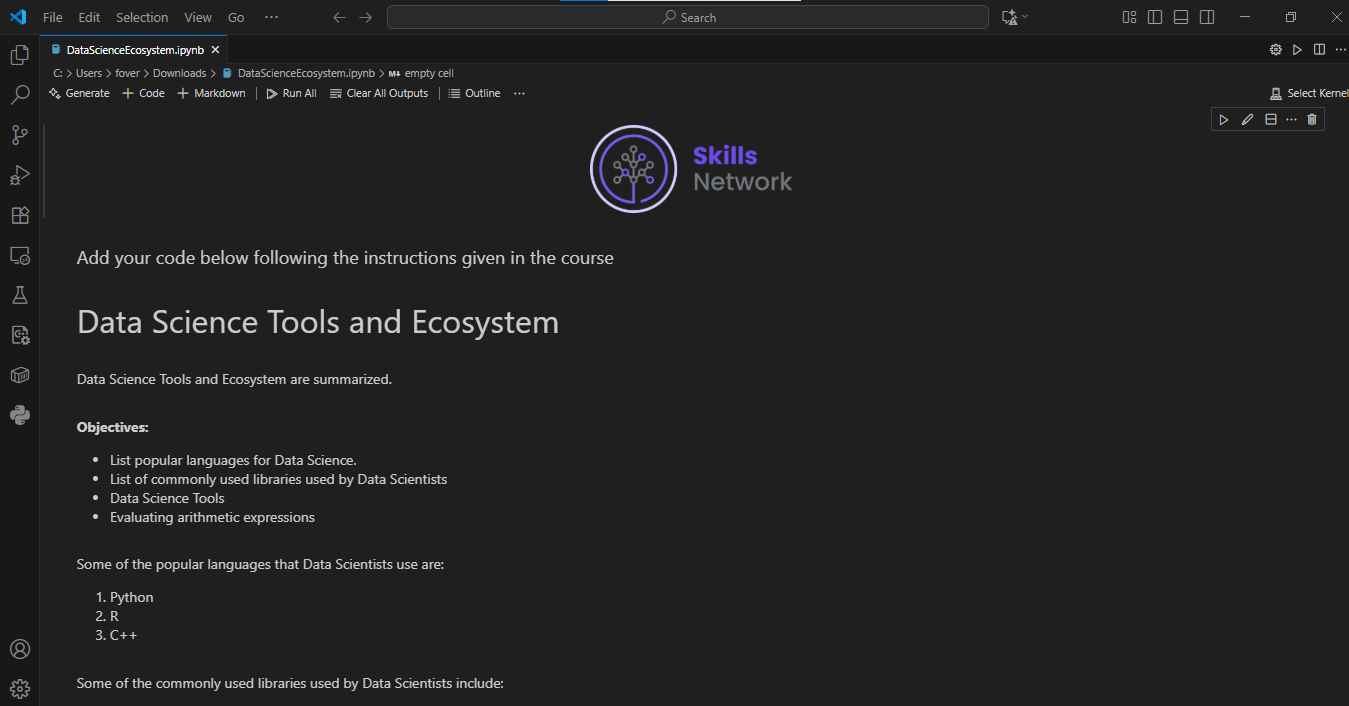 File Edit Selection View Go ···
Search
DataScienceEcosystem.ipynb
C: > Users > fover > Downloads > DataScienceEcosystem.ipynb > M↓ empty cell
Generate + Code + Markdown | Run All Clear All Outputs | Outline ···
Select Kernel
Skills
Network
Add your code below following the instructions given in the course
Data Science Tools and Ecosystem
Data Science Tools and Ecosystem are summarized.
Objectives:
• List popular languages for Data Science.
• List of commonly used libraries used by Data Scientists
• Data Science Tools
• Evaluating arithmetic expressions
Some of the popular languages that Data Scientists use are:
1. Python
2. R
3. C++
Some of the commonly used libraries used by Data Scientists include: